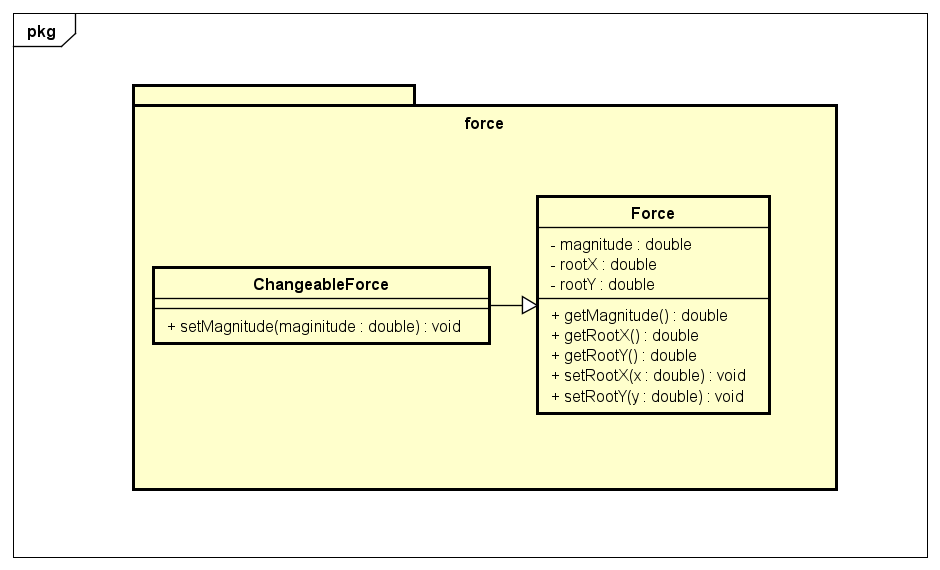 pkg
force
ChangeableForce
+ setMagnitude(maginitude : double) : void
Force
- magnitude : double
- rootX : double
- rootY : double
+ getMagnitude() : double
+ getRootX() : double
+ getRootY() : double
+ setRootX(x : double) : void
+ setRootY(y : double) : void